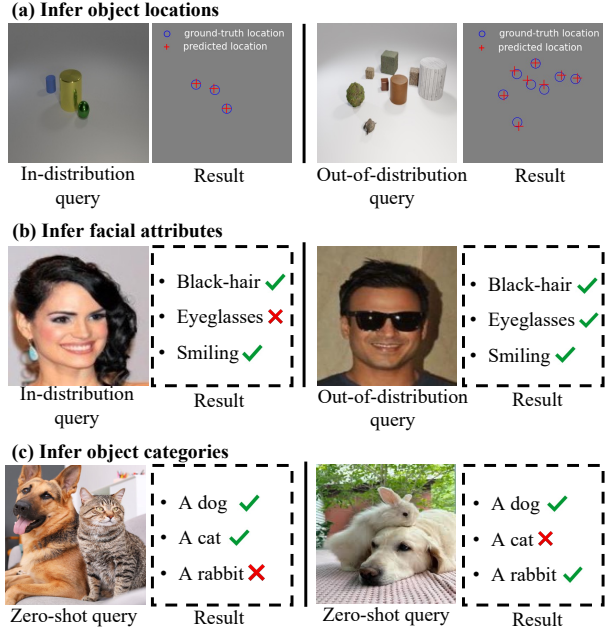 (a) Infer object locations
ground-truth location
predicted location
ground-truth location
predicted location
In-distribution
query
Result
Out-of-distribution
query
Result
(b) Infer facial attributes
• Black-hair
• Eyeglasses
• Smiling
• Black-hair
• Eyeglasses
• Smiling
In-distribution
query
Result
Out-of-distribution
query
Result
(c) Infer object categories
• A dog
• A cat
• A rabbit
• A dog
• A cat
• A rabbit
Zero-shot query
Result
Zero-shot query
Result